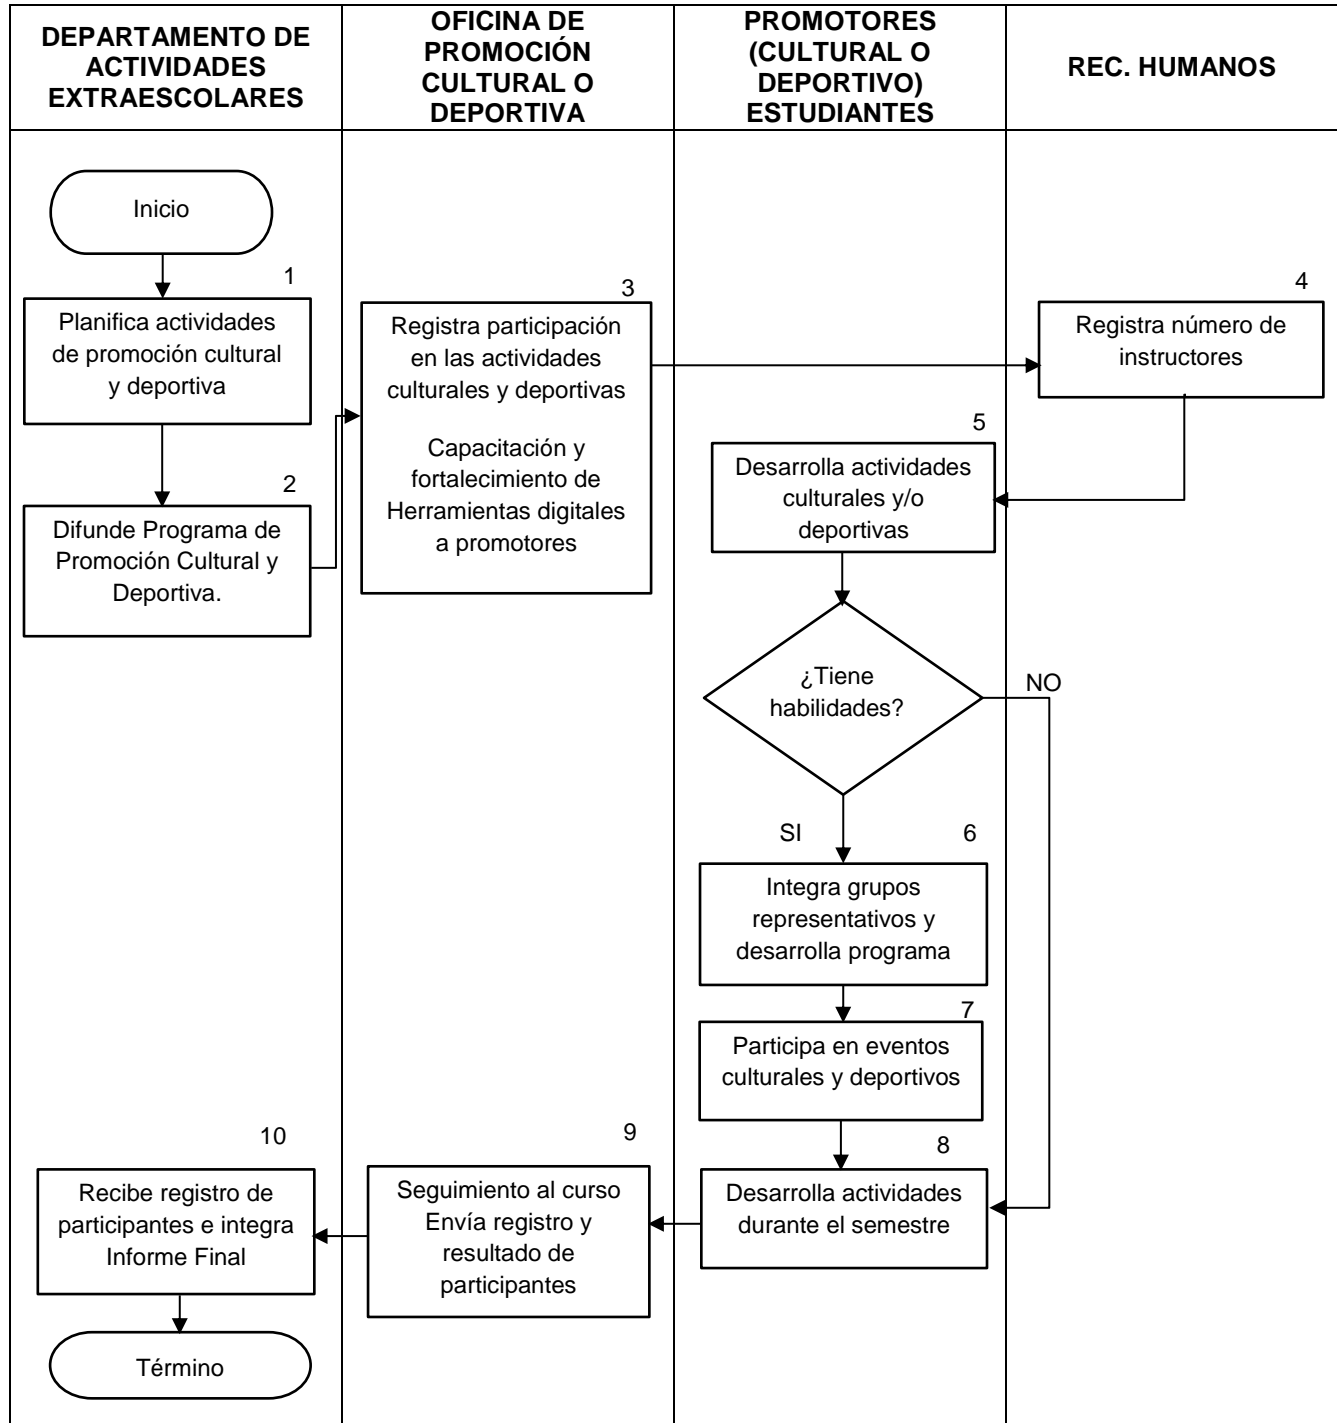 DEPARTAMENTO DE
ACTIVIDADES
EXTRAESCOLARES
OFICINA DE
PROMOCIÓN
CULTURAL O
DEPORTIVA
PROMOTORES
(CULTURAL O
DEPORTIVO)
ESTUDIANTES
REC. HUMANOS
Inicio
1
Planifica actividades
de promoción cultural
y deportiva
2
Difunde Programa de
Promoción Cultural y
Deportiva.
3
Registra participación
en las actividades
culturales y deportivas
Capacitación y
fortalecimiento de
Herramientas digitales
a promotores
4
Registra número de
instructores
5
Desarrolla actividades
culturales y/o
deportivas
¿Tiene
habilidades?
NO
SI
6
Integra grupos
representativos y
desarrolla programa
7
Participa en eventos
culturales y deportivos
8
Desarrolla actividades
durante el semestre
9
Seguimiento al curso
Envía registro y
resultado de
participantes
10
Recibe registro de
participantes e integra
Informe Final
Término